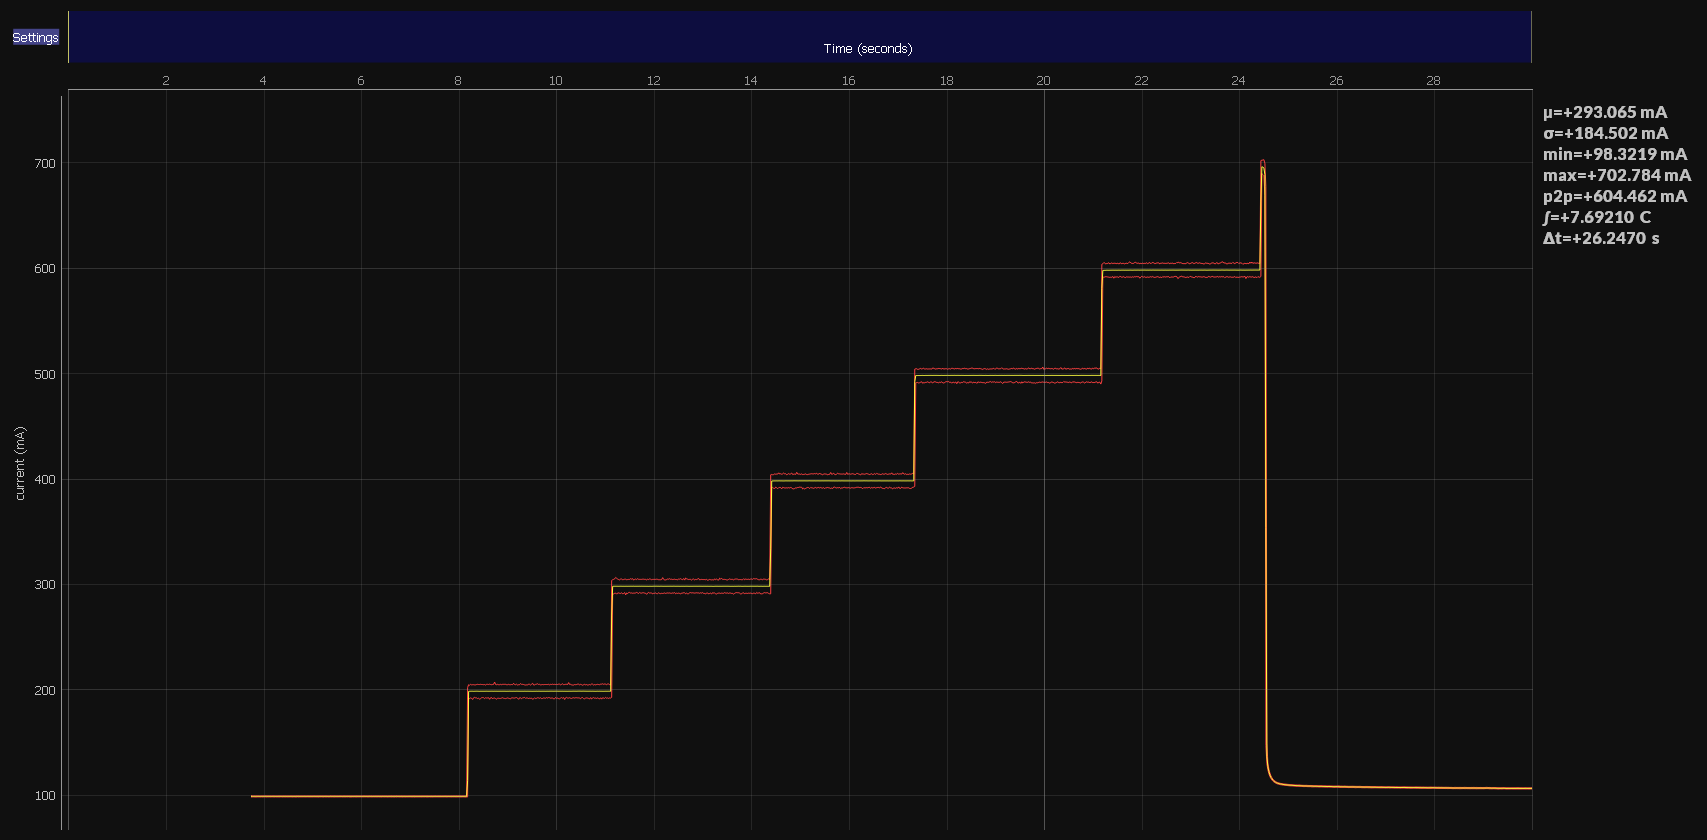 Settings
Time (seconds)
2 4 6 8 10 12 14 16 18 20 22 24 26 28
µ=+293.065 mA
σ=+184.502 mA
min=+98.3219 mA
max=+702.784 mA
p2p=+604.462 mA
∫=+7.69210 C
Δt=+26.2470 s
700
600
500
current (mA)
400
300
200
100